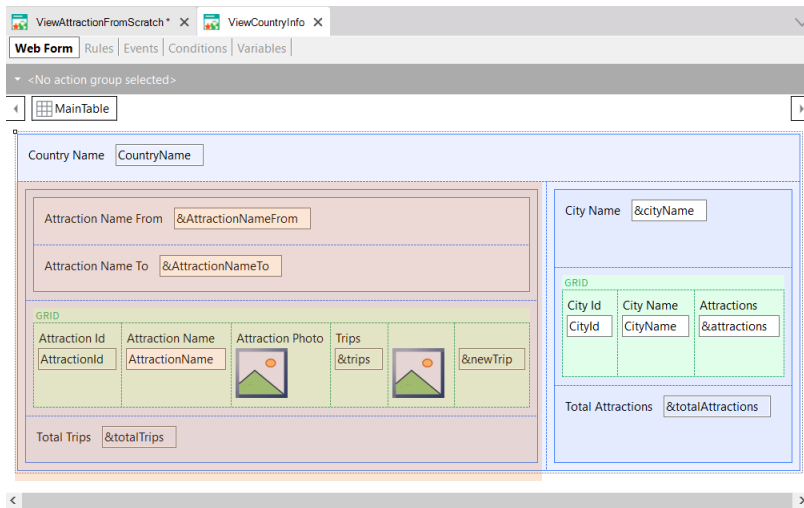 ViewAttractionFromScratch * ViewCountryInfo
Web Form Rules Events Conditions Variables
<No action group selected>
MainTable
Country Name CountryName
Attraction Name From &AttractionNameFrom
Attraction Name To &AttractionNameTo
GRID
Attraction Id Attraction Name Attraction Photo Trips
AttractionId AttractionName &trips &newTrip
Total Trips &totalTrips
City Name &cityName
GRID
City Id City Name Attractions
CityId CityName &attractions
Total Attractions &totalAttractions